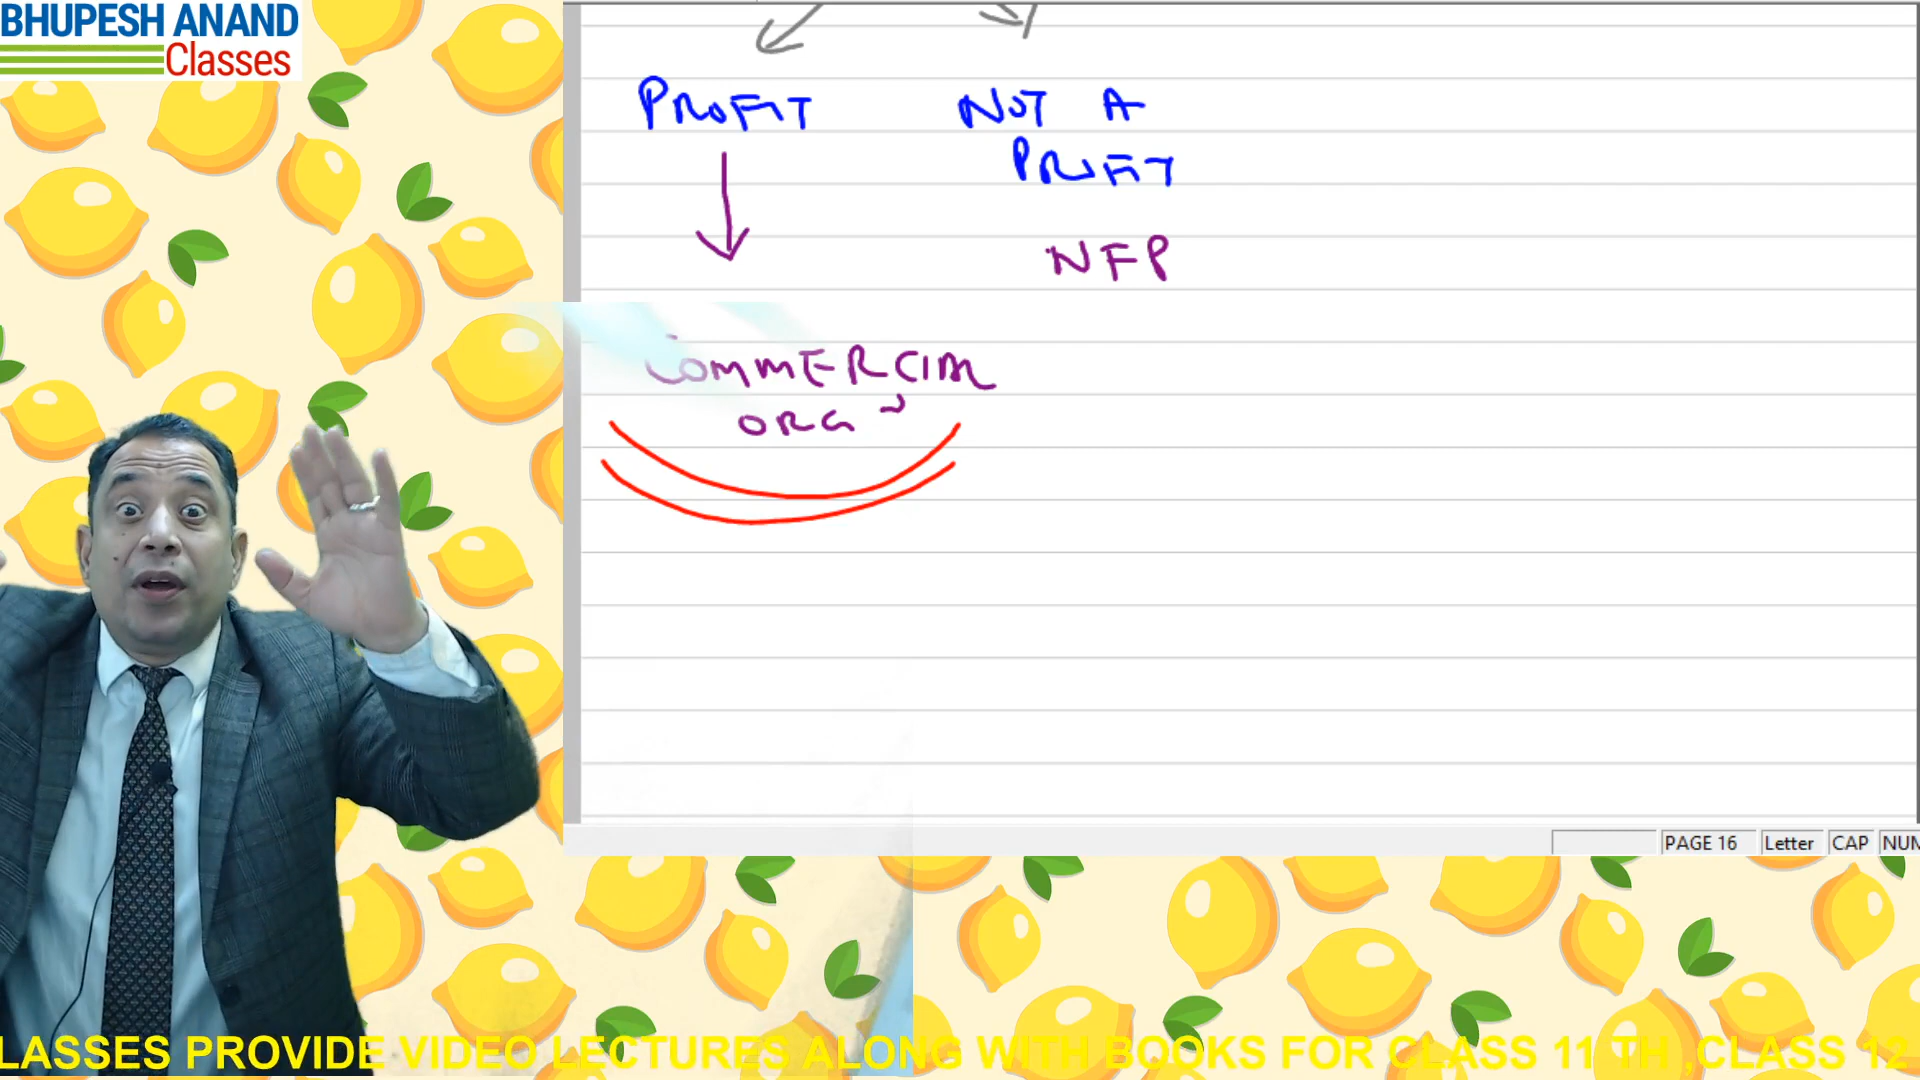 BHUPESH ANAND
Classes
PROFIT
NOT A
PROFIT
NFP
COMMERCIAL
ORG
PAGE 16
Letter
CAP
NUM
LASSES PROVIDE VIDEO LECTURES ALONG WITH BOOKS FOR CLASS 11 TH ,CLASS 12